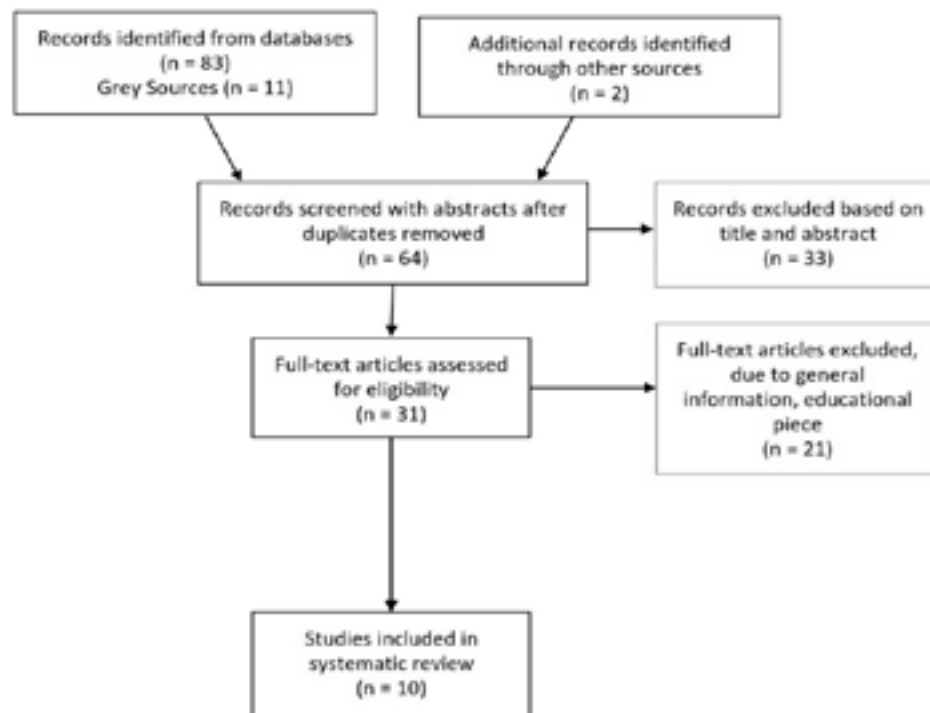 Records identified from databases
(n = 83)
Grey Sources (n = 11)
Additional records identified
through other sources
(n = 2)
Records screened with abstracts after
duplicates removed
(n = 64)
Records excluded based on
title and abstract
(n = 33)
Full-text articles assessed
for eligibility
(n = 31)
Full-text articles excluded,
due to general
information, educational
piece
(n = 21)
Studies included in
systematic review
(n = 10)